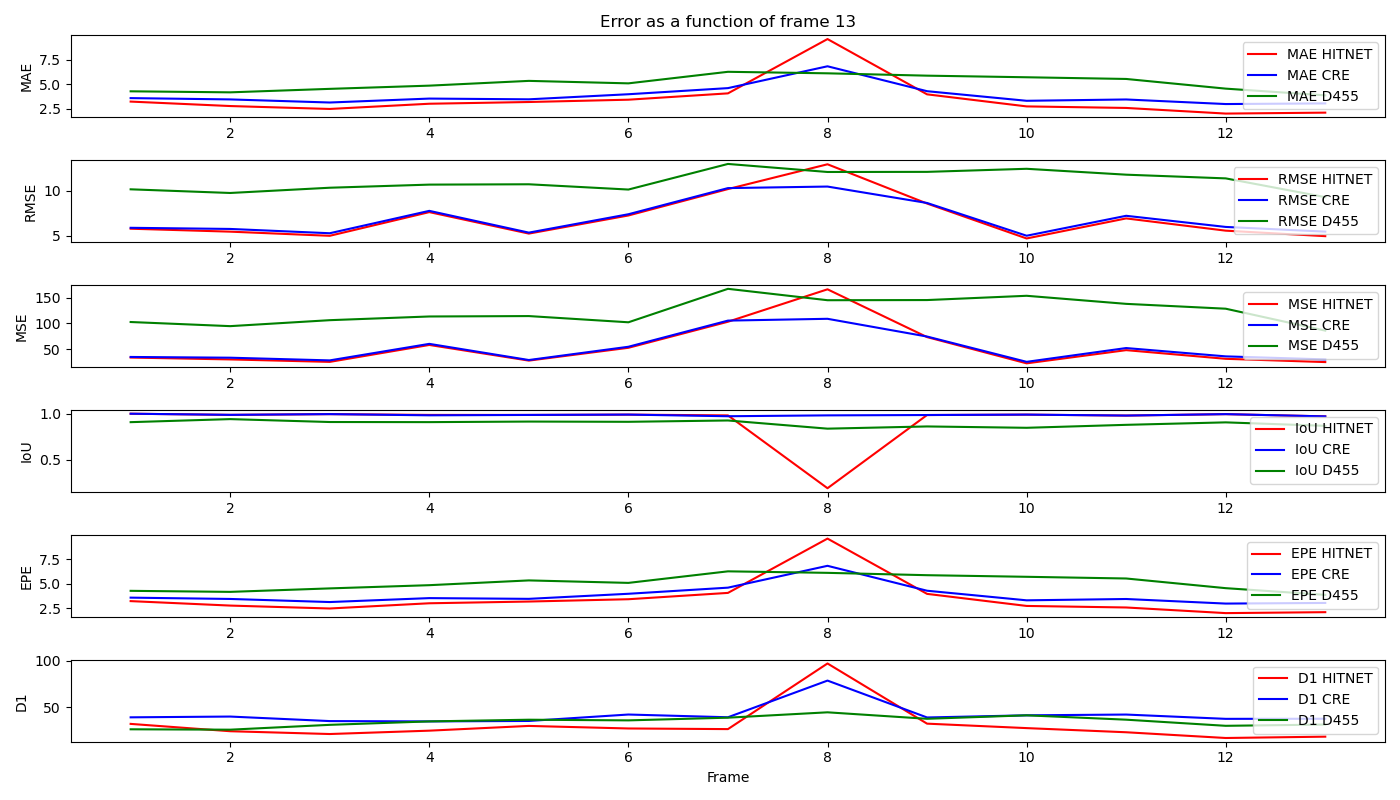 Error as a function of frame 13
MAE
7.5
5.0
2.5
MAE HITNET
MAE CRE
MAE D455
2 4 6 8 10 12
RMSE
10
5
RMSE HITNET
RMSE CRE
RMSE D455
2 4 6 8 10 12
MSE
150
100
50
MSE HITNET
MSE CRE
MSE D455
2 4 6 8 10 12
IoU
1.0
0.5
IoU HITNET
IoU CRE
IoU D455
2 4 6 8 10 12
EPE
7.5
5.0
2.5
EPE HITNET
EPE CRE
EPE D455
2 4 6 8 10 12
D1
100
50
D1 HITNET
D1 CRE
D1 D455
2 4 6 8 10 12
Frame